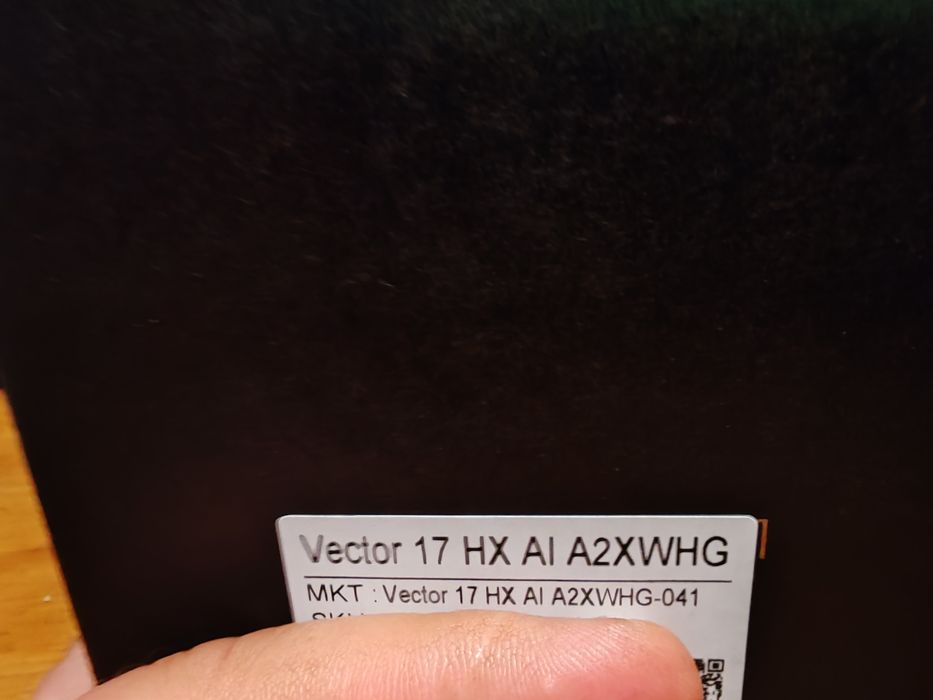 Vector 17 HX AI A2XWHG
MKT : Vector 17 HX AI A2XWHG-041